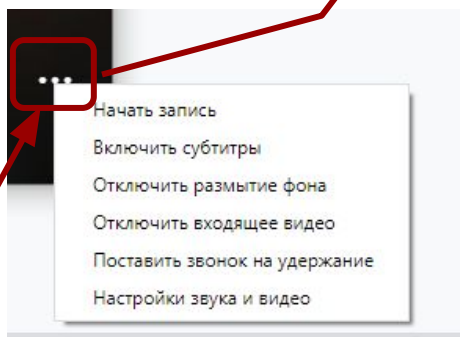 Начать запись
Включить субтитры
Отключить размытие фона
Отключить входящее видео
Поставить звонок на удержание
Настройки звука и видео